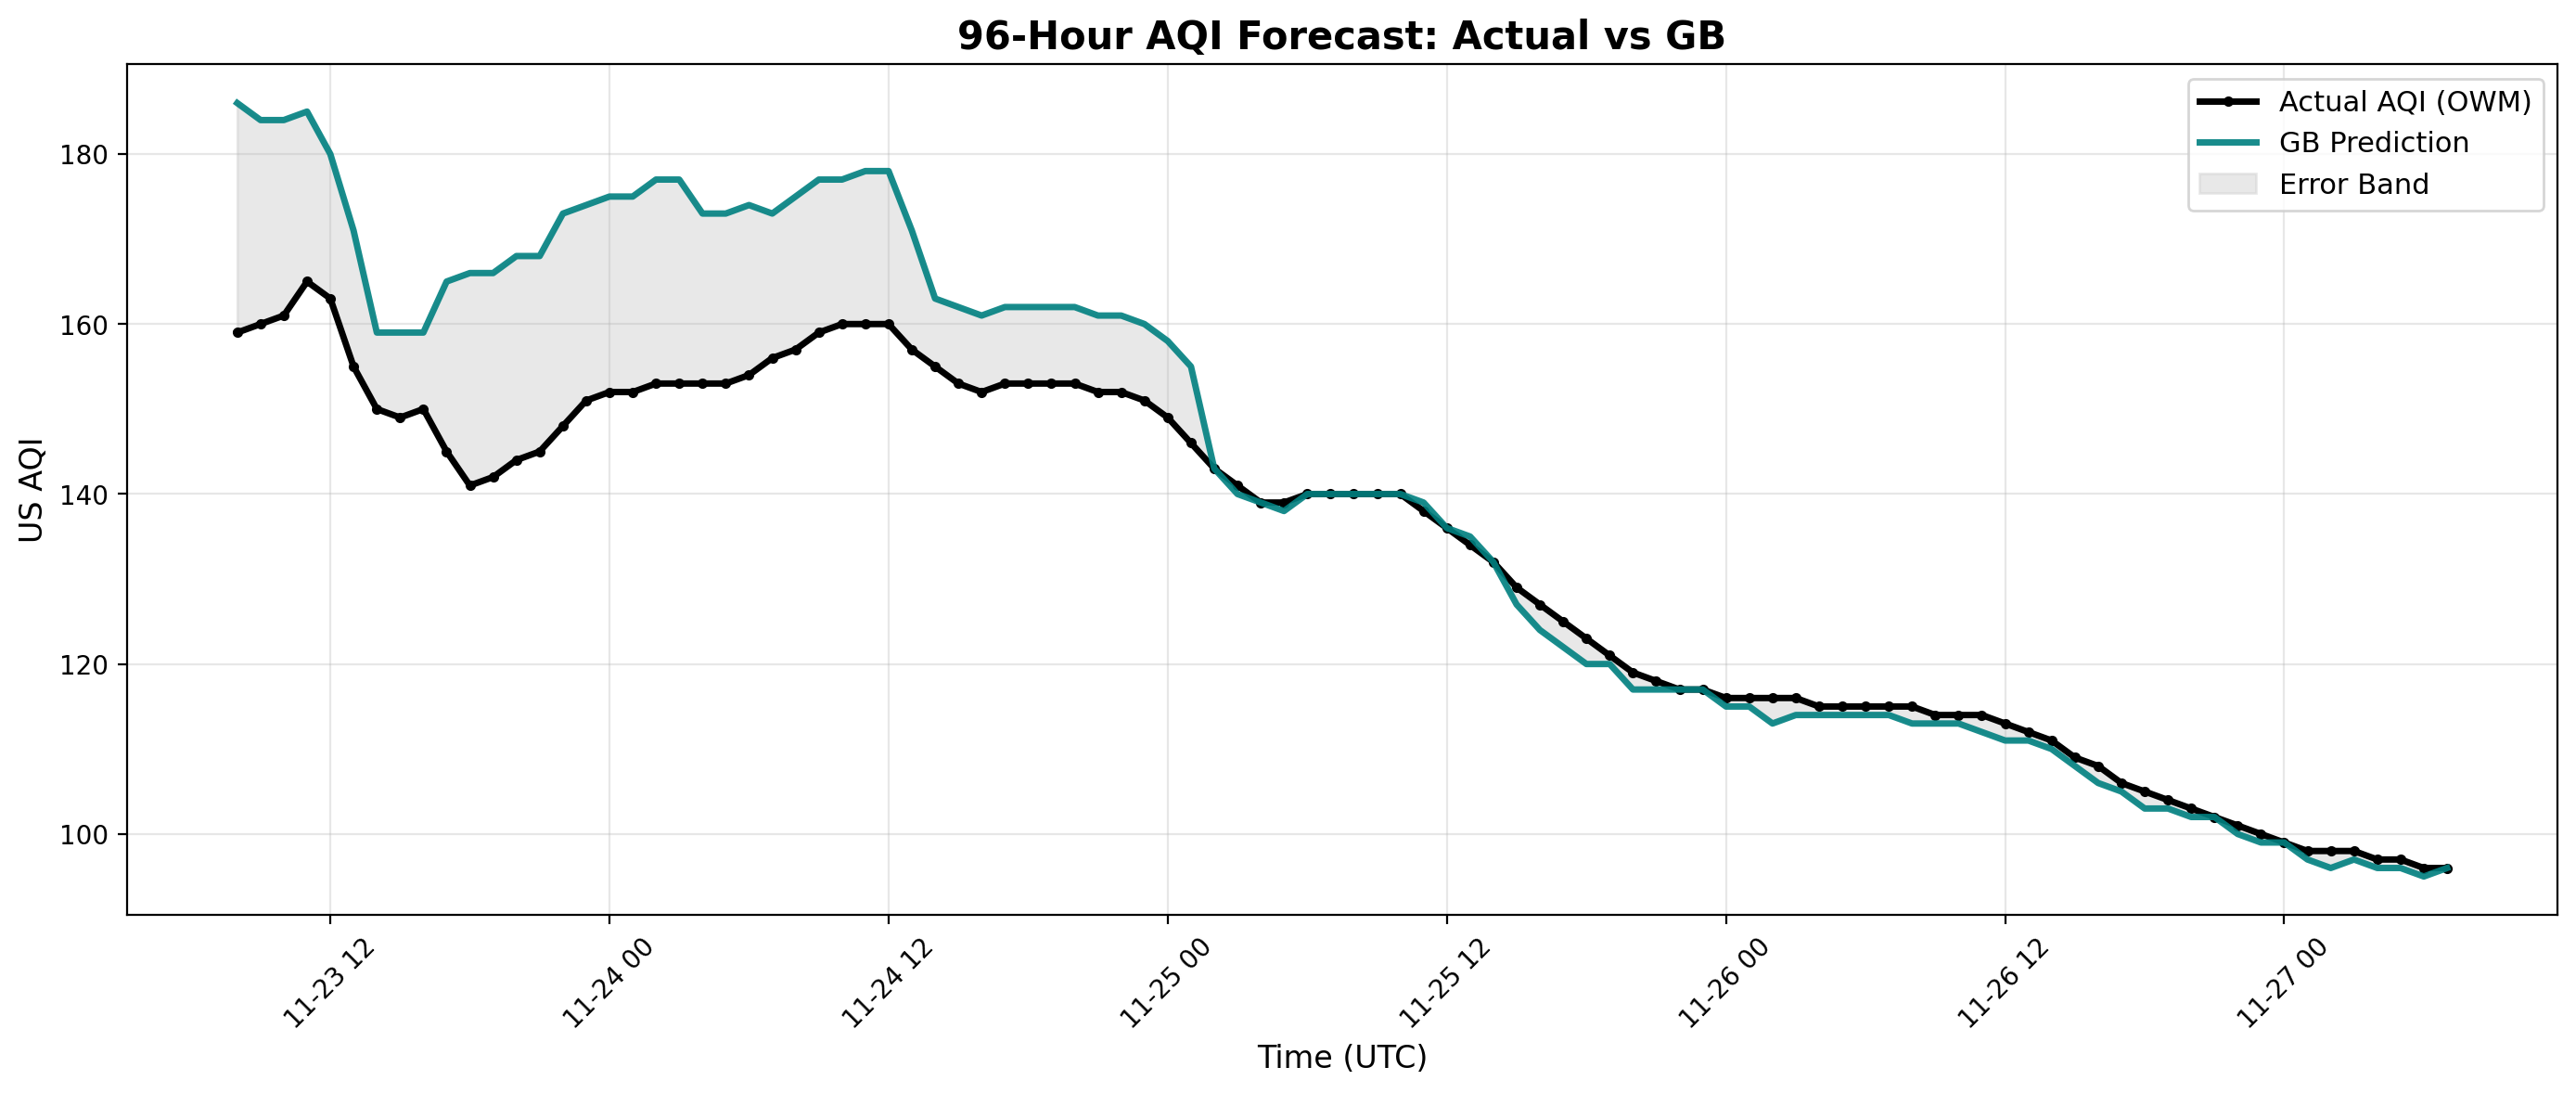 96-Hour AQI Forecast: Actual vs GB
Actual AQI (OWM)
GB Prediction
Error Band
US AQI
180
160
140
120
100
11-23 12
11-24 00
11-24 12
11-25 00
11-25 12
11-26 00
11-26 12
11-27 00
Time (UTC)